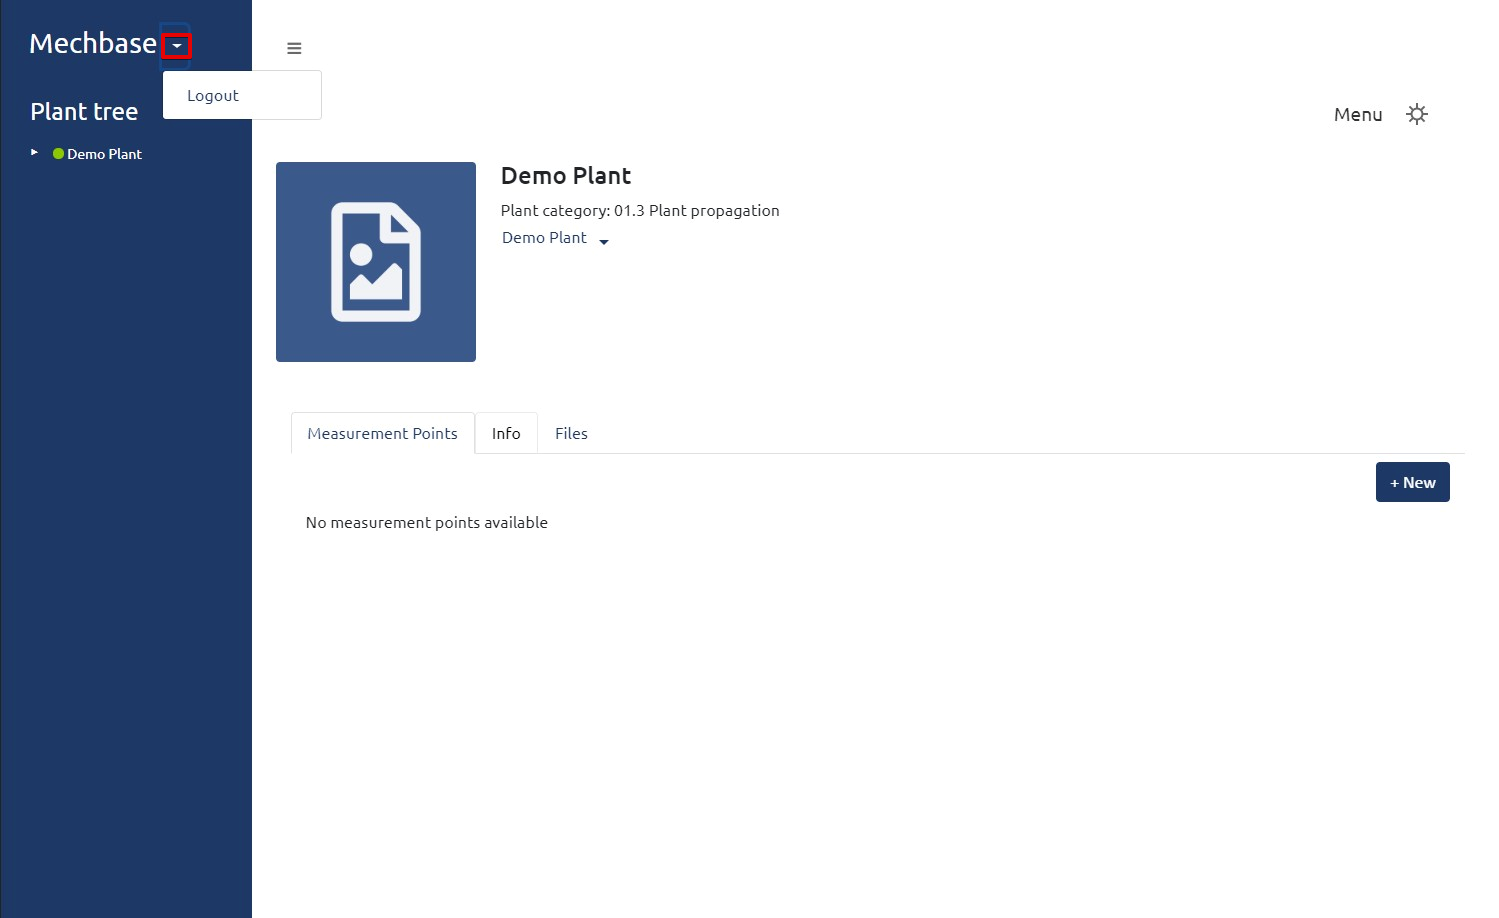 Mechbase
Logout
Plant tree
Menu
Demo Plant
Demo Plant
Plant category: 01.3 Plant propagation
Demo Plant
Measurement Points
Info
Files
+ New
No measurement points available